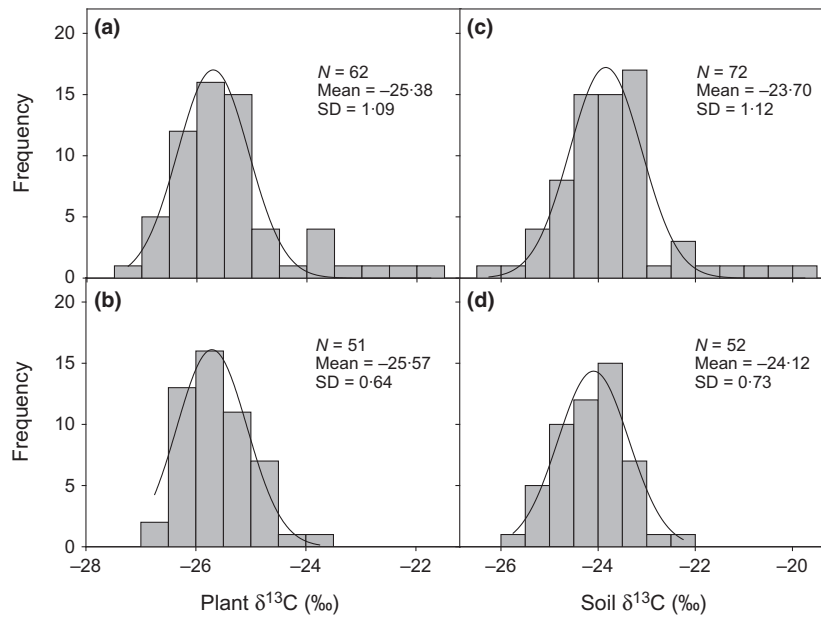 (a)
N = 62
Mean = –25·38
SD = 1·09
Frequency
20
15
10
5
0
(c)
N = 72
Mean = –23·70
SD = 1·12
(b)
N = 51
Mean = –25·57
SD = 0·64
Frequency
20
15
10
5
0
–28
–26
–24
–22
Plant δ¹³C (‰)
(d)
N = 52
Mean = –24·12
SD = 0·73
–26
–24
–22
–20
Soil δ¹³C (‰)